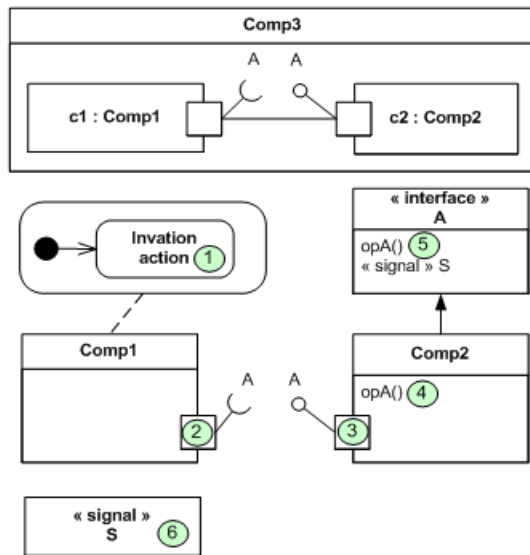 Comp3
A A
c1 : Comp1
c2 : Comp2
« interface »
A
Invation
action 1
opA() 5
« signal » S
Comp1
Comp2
A A
opA() 4
2
3
« signal »
S 6